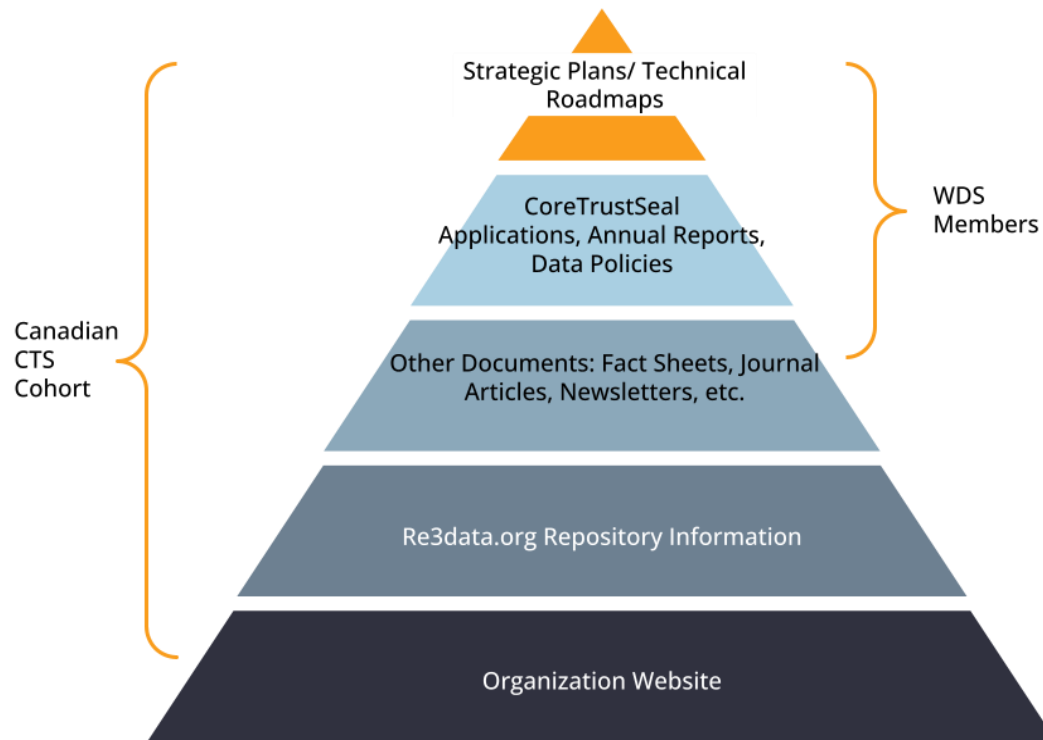 Strategic Plans/ Technical
Roadmaps
CoreTrustSeal
Applications, Annual Reports,
Data Policies
WDS
Members
Canadian
CTS
Cohort
Other Documents: Fact Sheets, Journal
Articles, Newsletters, etc.
Re3data.org Repository Information
Organization Website